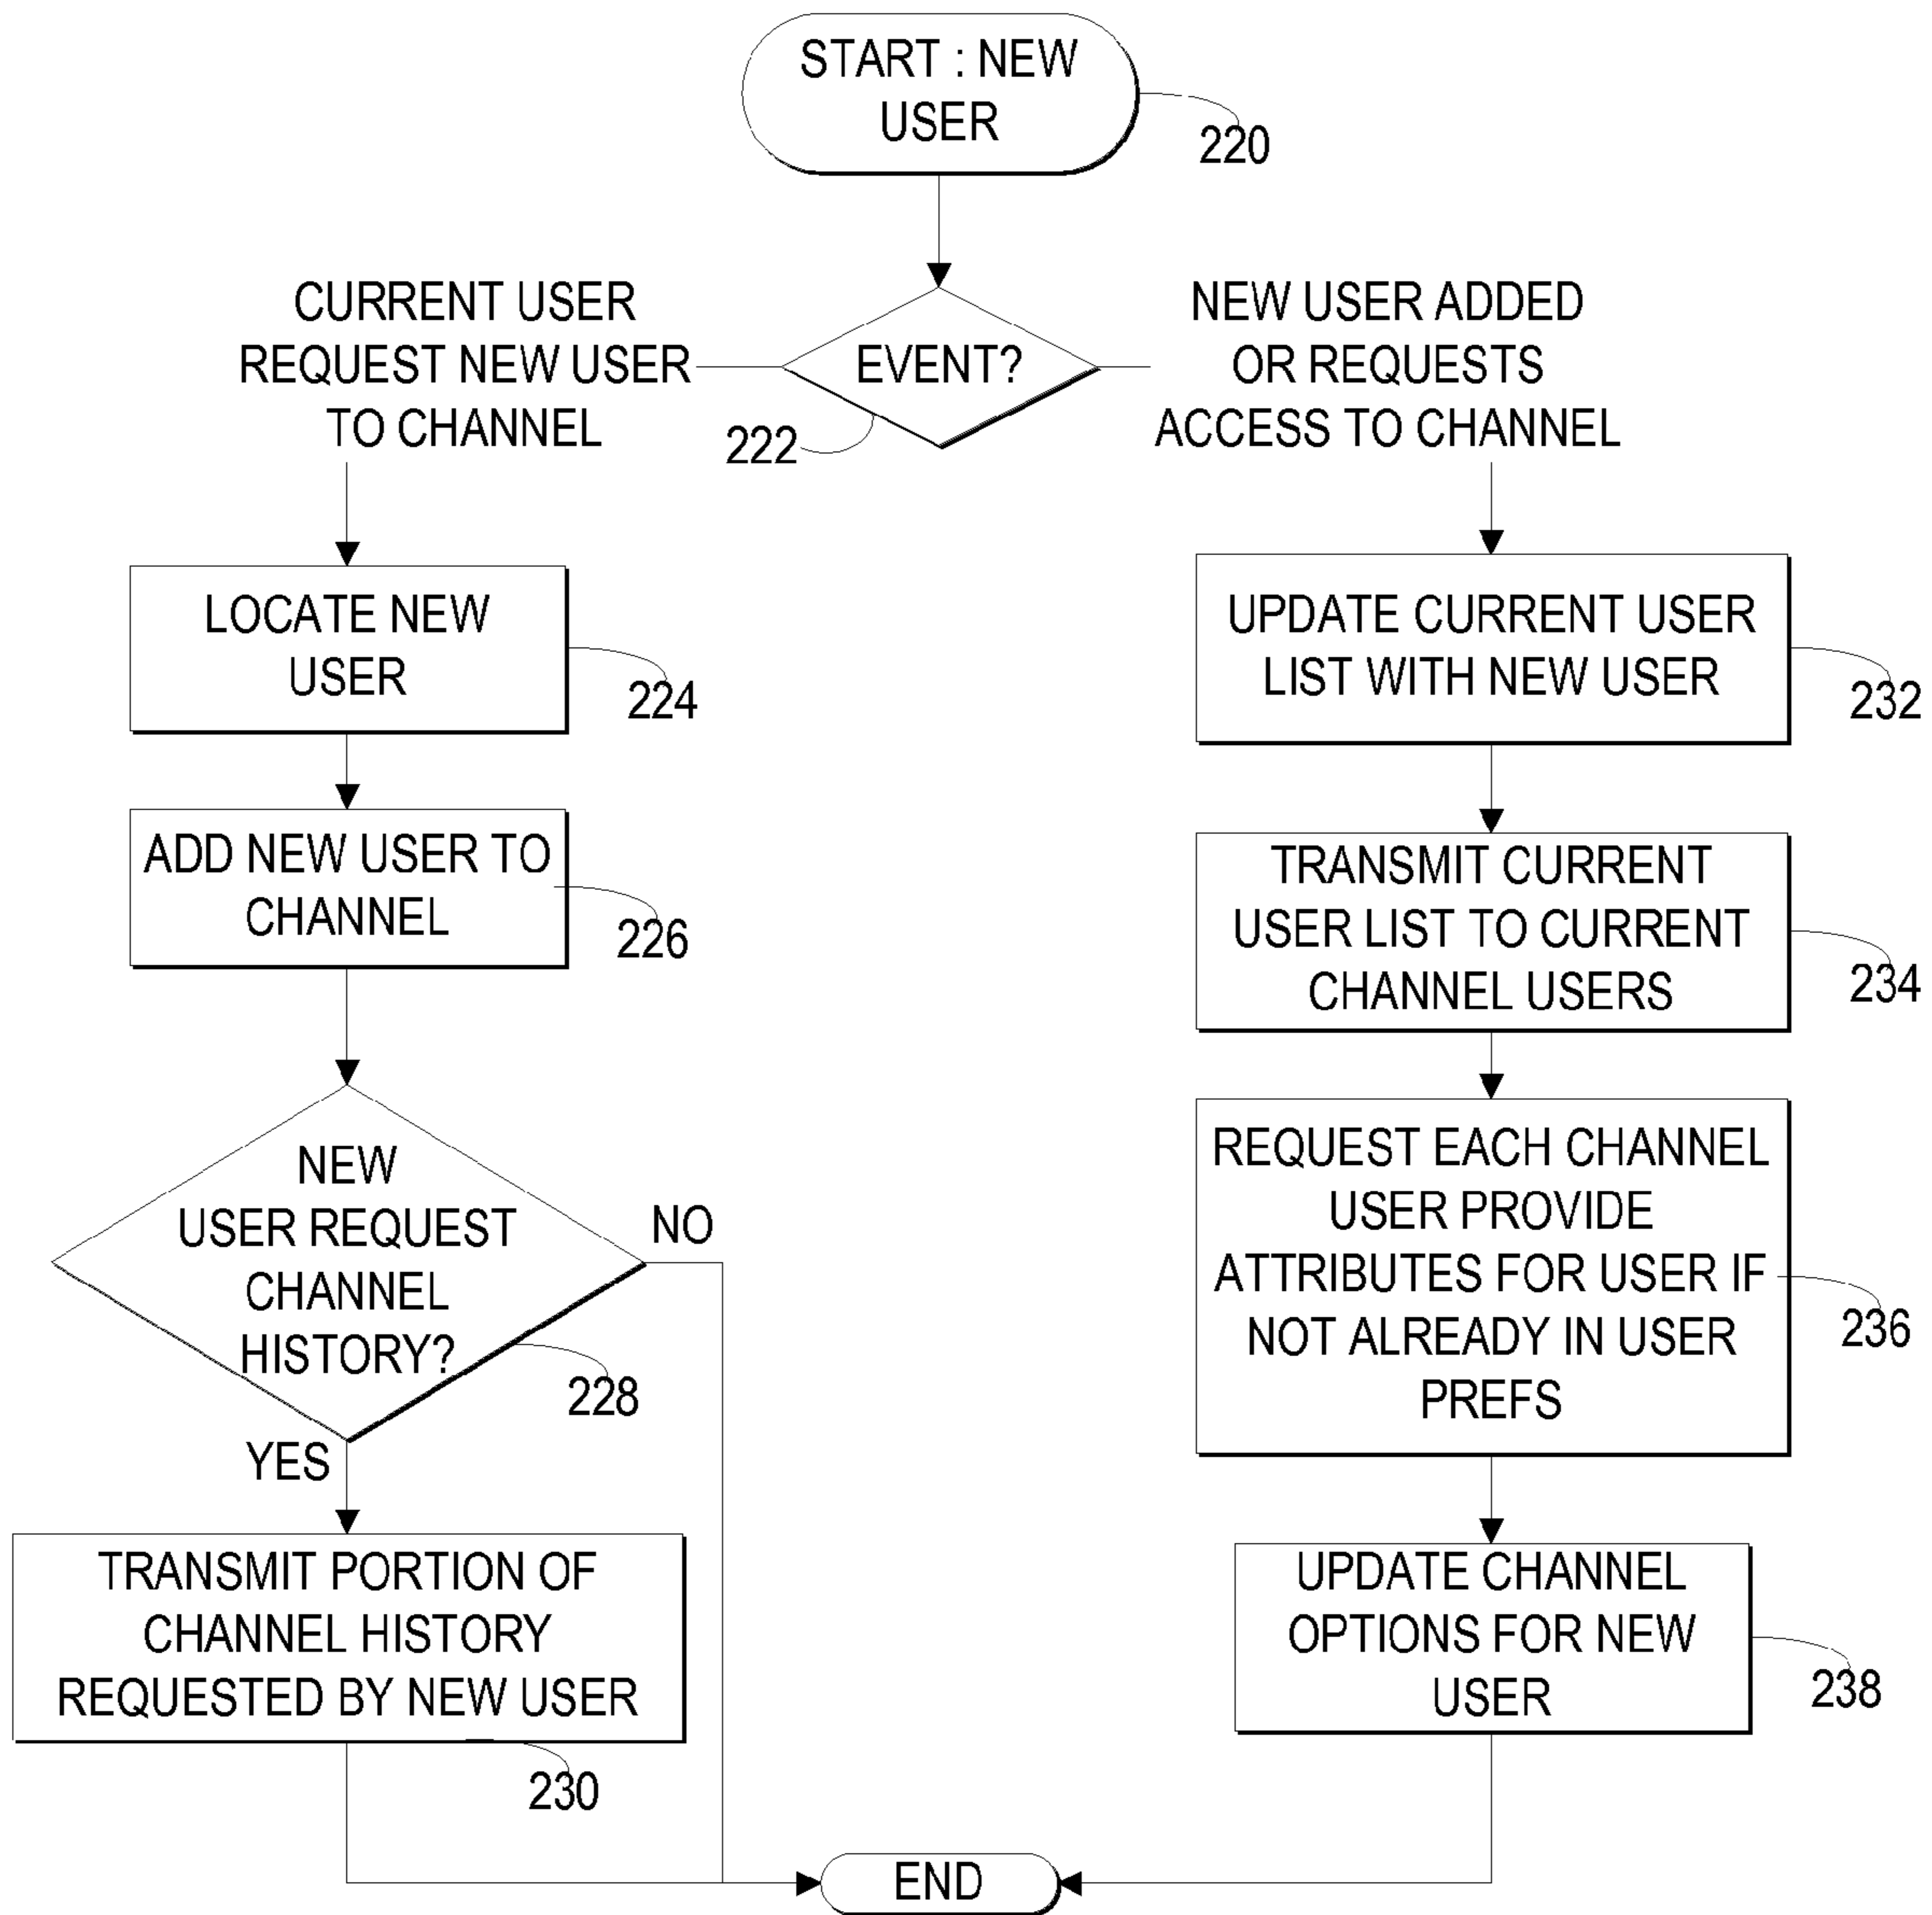 START : NEW
USER
220
CURRENT USER
REQUEST NEW USER
TO CHANNEL
EVENT?
222
NEW USER ADDED
OR REQUESTS
ACCESS TO CHANNEL
LOCATE NEW
USER
224
ADD NEW USER TO
CHANNEL
226
NEW
USER REQUEST
CHANNEL
HISTORY?
228
NO
YES
TRANSMIT PORTION OF
CHANNEL HISTORY
REQUESTED BY NEW USER
230
UPDATE CURRENT USER
LIST WITH NEW USER
232
TRANSMIT CURRENT
USER LIST TO CURRENT
CHANNEL USERS
234
REQUEST EACH CHANNEL
USER PROVIDE
ATTRIBUTES FOR USER IF
NOT ALREADY IN USER
PREFS
236
UPDATE CHANNEL
OPTIONS FOR NEW
USER
238
END